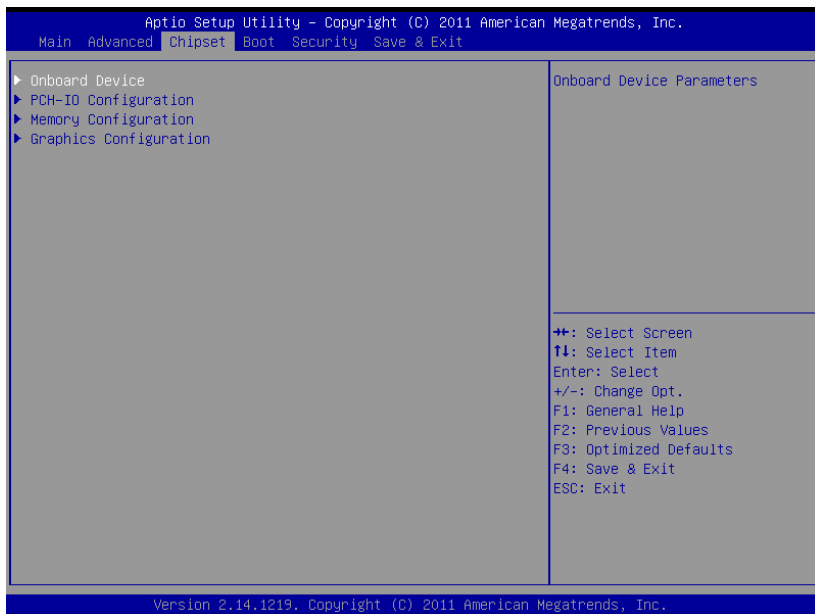 Aptio Setup Utility – Copyright (C) 2011 American Megatrends, Inc.
Main Advanced Chipset Boot Security Save & Exit
▶ Onboard Device
▶ PCH-IO Configuration
▶ Memory Configuration
▶ Graphics Configuration
Onboard Device Parameters
→←: Select Screen
↑↓: Select Item
Enter: Select
+/-: Change Opt.
F1: General Help
F2: Previous Values
F3: Optimized Defaults
F4: Save & Exit
ESC: Exit
Version 2.14.1219. Copyright (C) 2011 American Megatrends, Inc.